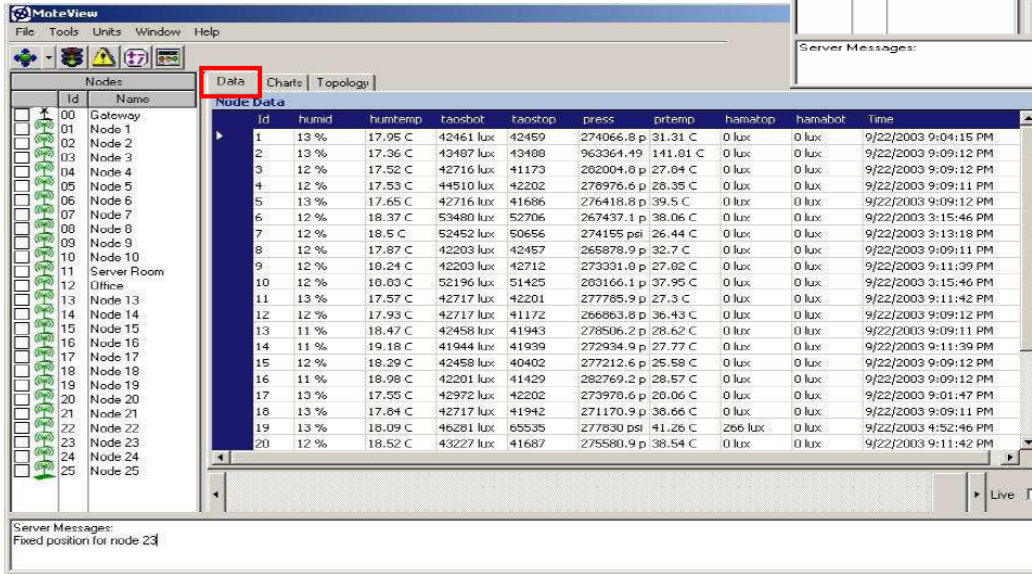 MoteView
File Tools Units Window Help
Server Messages:
Nodes
Id Name
00 Gateway
01 Node 1
02 Node 2
03 Node 3
04 Node 4
05 Node 5
06 Node 6
07 Node 7
08 Node 8
09 Node 9
10 Node 10
11 Server Room
12 Office
13 Node 13
14 Node 14
15 Node 15
16 Node 16
17 Node 17
18 Node 18
19 Node 19
20 Node 20
21 Node 21
22 Node 22
23 Node 23
24 Node 24
25 Node 25
Data Charts Topology
Node Data
Id humid humtemp taosbot taostop press prtemp hamatop hamabot Time
1 13 % 17.95 C 42461 lux 42459 274066.8 p 31.31 C 0 lux 0 lux 9/22/2003 9:04:15 PM
2 13 % 17.36 C 43487 lux 43488 963364.49 141.81 C 0 lux 0 lux 9/22/2003 9:09:12 PM
3 12 % 17.52 C 42716 lux 41173 282004.8 p 27.84 C 0 lux 0 lux 9/22/2003 9:09:12 PM
4 12 % 17.53 C 44510 lux 42202 278976.6 p 28.35 C 0 lux 0 lux 9/22/2003 9:09:11 PM
5 13 % 17.65 C 42716 lux 41686 276418.8 p 39.5 C 0 lux 0 lux 9/22/2003 9:09:12 PM
6 12 % 18.37 C 53480 lux 52706 267437.1 p 38.06 C 0 lux 0 lux 9/22/2003 3:15:46 PM
7 12 % 18.5 C 52452 lux 50656 274155 psi 26.44 C 0 lux 0 lux 9/22/2003 3:13:18 PM
8 12 % 17.87 C 42203 lux 42457 265878.9 p 32.7 C 0 lux 0 lux 9/22/2003 9:09:11 PM
9 12 % 18.24 C 42203 lux 42712 273331.8 p 27.82 C 0 lux 0 lux 9/22/2003 9:11:39 PM
10 12 % 18.83 C 52196 lux 51425 283166.1 p 37.95 C 0 lux 0 lux 9/22/2003 3:15:46 PM
11 13 % 17.57 C 42717 lux 42201 277785.9 p 27.3 C 0 lux 0 lux 9/22/2003 9:11:42 PM
12 12 % 17.93 C 42717 lux 41172 266863.8 p 36.43 C 0 lux 0 lux 9/22/2003 9:09:12 PM
13 11 % 18.47 C 42458 lux 41943 278506.2 p 28.62 C 0 lux 0 lux 9/22/2003 9:09:11 PM
14 11 % 19.18 C 41944 lux 41939 272934.9 p 27.77 C 0 lux 0 lux 9/22/2003 9:11:39 PM
15 12 % 18.29 C 42458 lux 40402 277212.6 p 25.58 C 0 lux 0 lux 9/22/2003 9:09:12 PM
16 11 % 18.98 C 42201 lux 41429 282769.2 p 28.57 C 0 lux 0 lux 9/22/2003 9:09:12 PM
17 13 % 17.55 C 42972 lux 42202 273978.6 p 28.06 C 0 lux 0 lux 9/22/2003 9:01:47 PM
18 13 % 17.84 C 42717 lux 41942 271170.9 p 38.66 C 0 lux 0 lux 9/22/2003 9:09:11 PM
19 13 % 18.09 C 46281 lux 65535 277830 psi 41.26 C 266 lux 0 lux 9/22/2003 4:52:46 PM
20 12 % 18.52 C 43227 lux 41687 275580.9 p 38.54 C 0 lux 0 lux 9/22/2003 9:11:42 PM
Live
Server Messages:
Fixed position for node 23